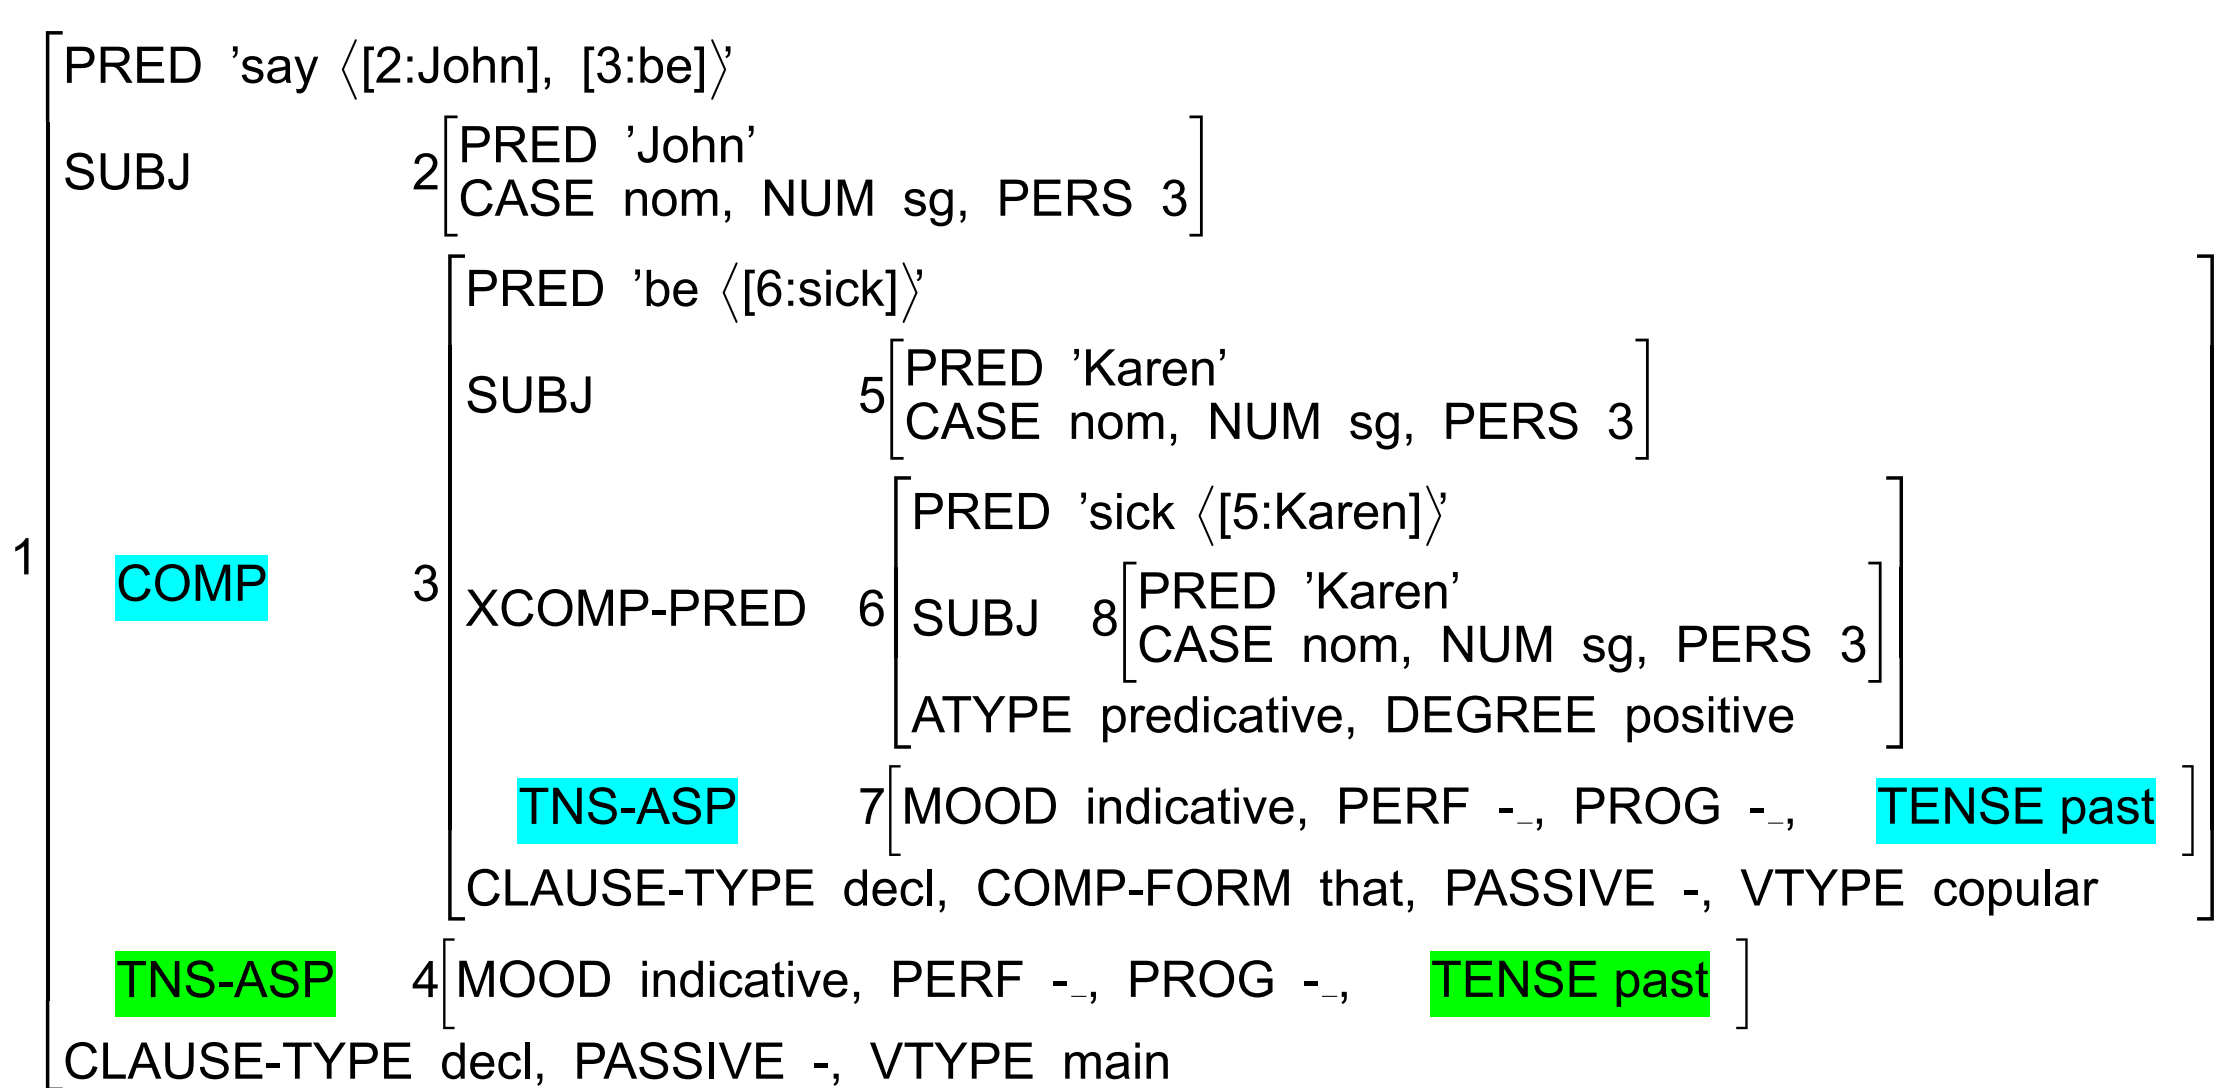 PRED 'say ⟨[2:John], [3:be]⟩'
SUBJ 2 PRED 'John'
CASE nom, NUM sg, PERS 3
PRED 'be ⟨[6:sick]⟩'
SUBJ 5 PRED 'Karen'
CASE nom, NUM sg, PERS 3
PRED 'sick ⟨[5:Karen]⟩'
1 COMP 3 XCOMP-PRED 6 SUBJ 8 PRED 'Karen'
CASE nom, NUM sg, PERS 3
ATYPE predicative, DEGREE positive
TNS-ASP 7 MOOD indicative, PERF -_, PROG -_, TENSE past
CLAUSE-TYPE decl, COMP-FORM that, PASSIVE -, VTYPE copular
TNS-ASP 4 MOOD indicative, PERF -_, PROG -_, TENSE past
CLAUSE-TYPE decl, PASSIVE -, VTYPE main